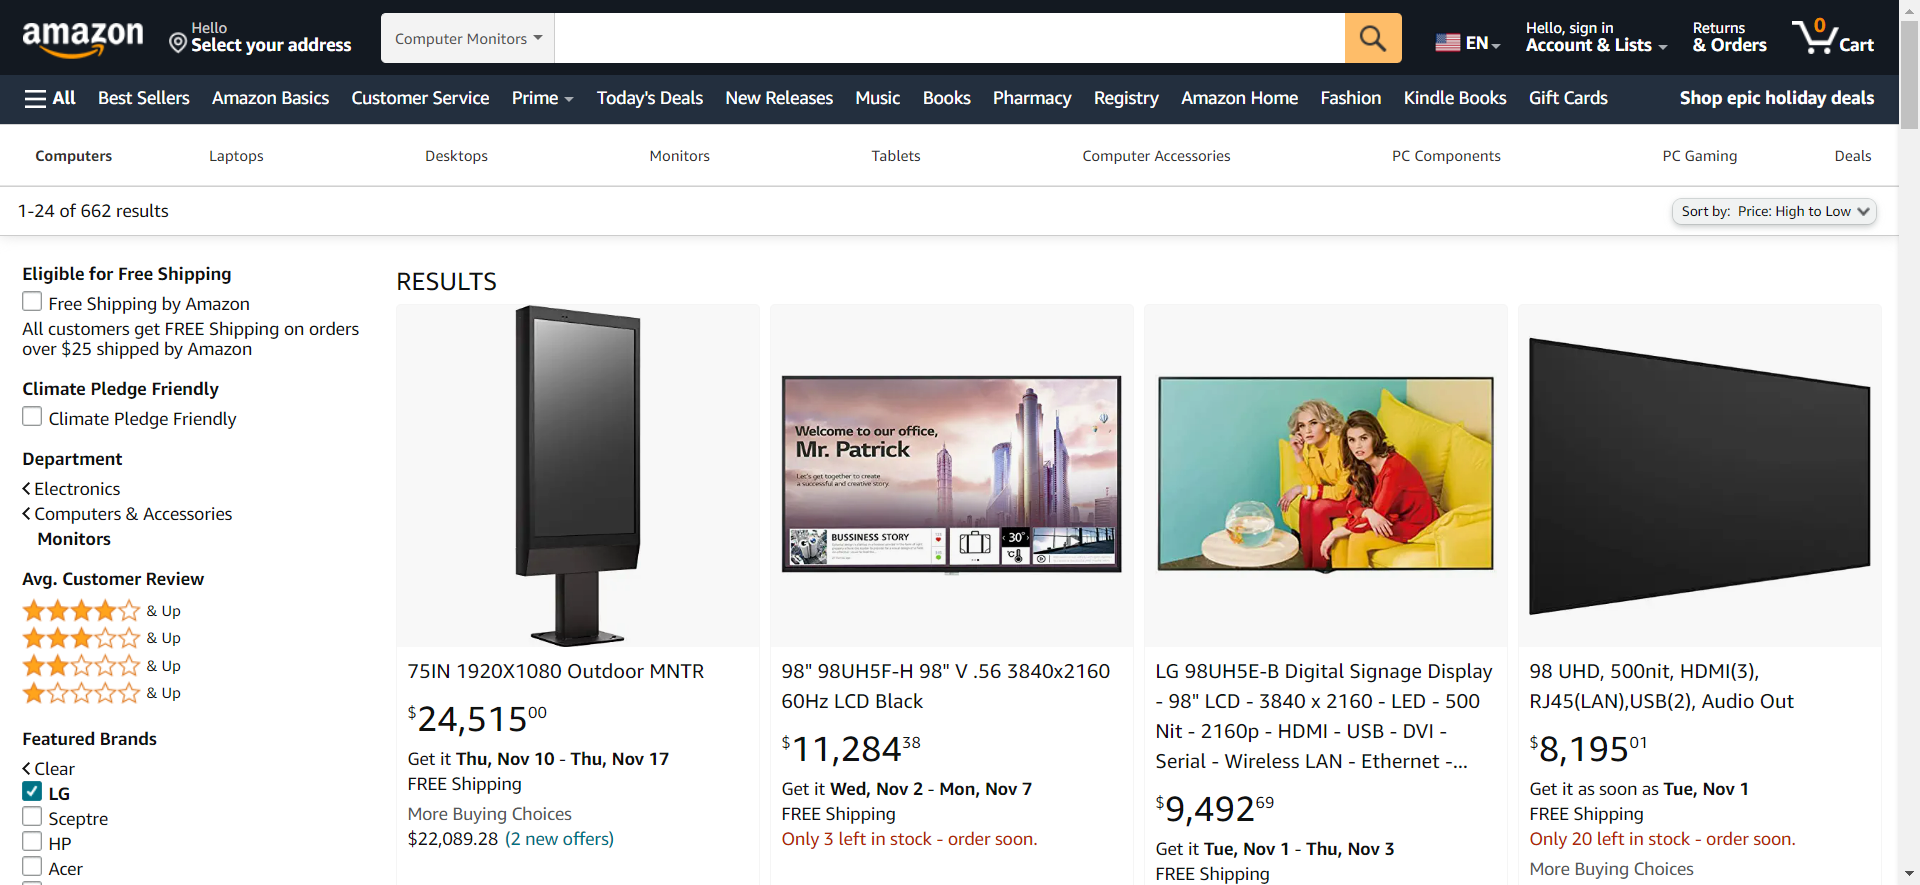 amazon
Hello
Select your address
Computer Monitors
EN
Hello, sign in
Account & Lists
Returns
& Orders
0
Cart
All
Best Sellers
Amazon Basics
Customer Service
Prime
Today's Deals
New Releases
Music
Books
Pharmacy
Registry
Amazon Home
Fashion
Kindle Books
Gift Cards
Shop epic holiday deals
Computers
Laptops
Desktops
Monitors
Tablets
Computer Accessories
PC Components
PC Gaming
Deals
1-24 of 662 results
Sort by: Price: High to Low
Eligible for Free Shipping
Free Shipping by Amazon
All customers get FREE Shipping on orders
over $25 shipped by Amazon
Climate Pledge Friendly
Climate Pledge Friendly
Department
Electronics
Computers & Accessories
Monitors
Avg. Customer Review
& Up
& Up
& Up
& Up
Featured Brands
Clear
LG
Sceptre
HP
Acer
RESULTS
75IN 1920X1080 Outdoor MNTR
$24,51500
Get it Thu, Nov 10 - Thu, Nov 17
FREE Shipping
More Buying Choices
$22,089.28 (2 new offers)
Welcome to our office,
Mr. Patrick
Let's get together to create
a successful and creative story.
BUSSINESS STORY
30°
°C
98" 98UH5F-H 98" V .56 3840x2160
60Hz LCD Black
$11,28438
Get it Wed, Nov 2 - Mon, Nov 7
FREE Shipping
Only 3 left in stock - order soon.
LG 98UH5E-B Digital Signage Display
- 98" LCD - 3840 x 2160 - LED - 500
Nit - 2160p - HDMI - USB - DVI -
Serial - Wireless LAN - Ethernet -...
$9,49269
Get it Tue, Nov 1 - Thu, Nov 3
FREE Shipping
98 UHD, 500nit, HDMI(3),
RJ45(LAN),USB(2), Audio Out
$8,19501
Get it as soon as Tue, Nov 1
FREE Shipping
Only 20 left in stock - order soon.
More Buying Choices